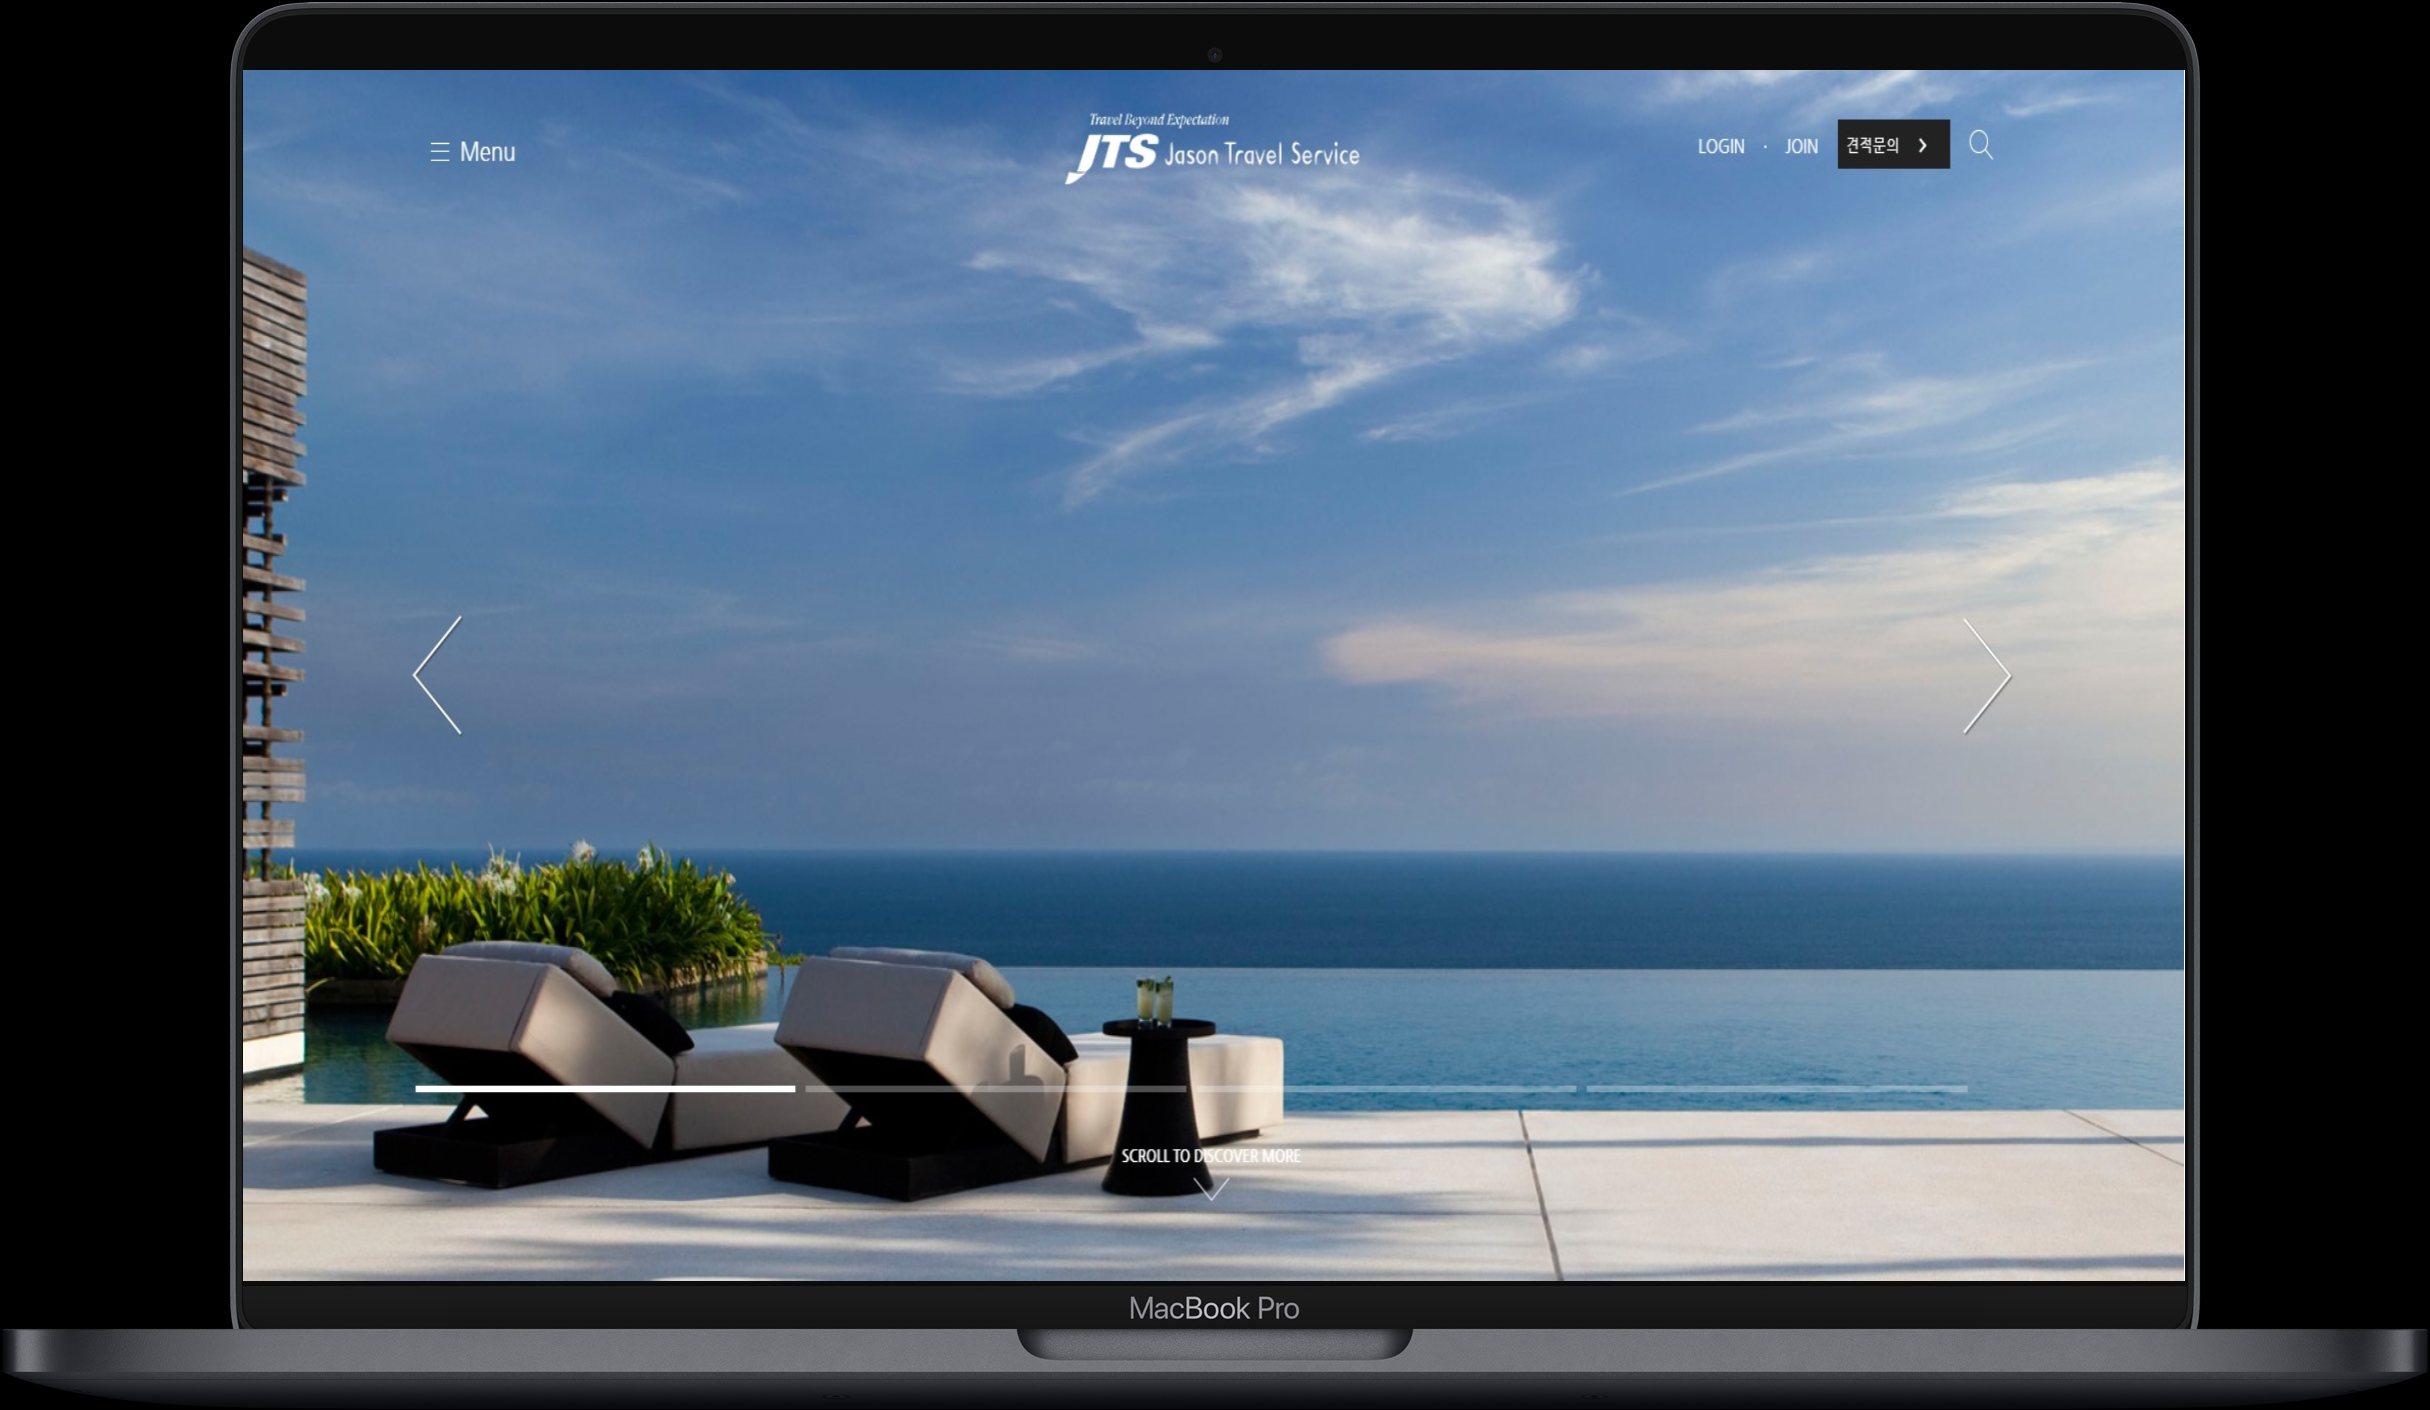 Menu
Travel Beyond Expectation
JTS Jason Travel Service
LOGIN · JOIN
견적문의
SCROLL TO DISCOVER MORE
MacBook Pro